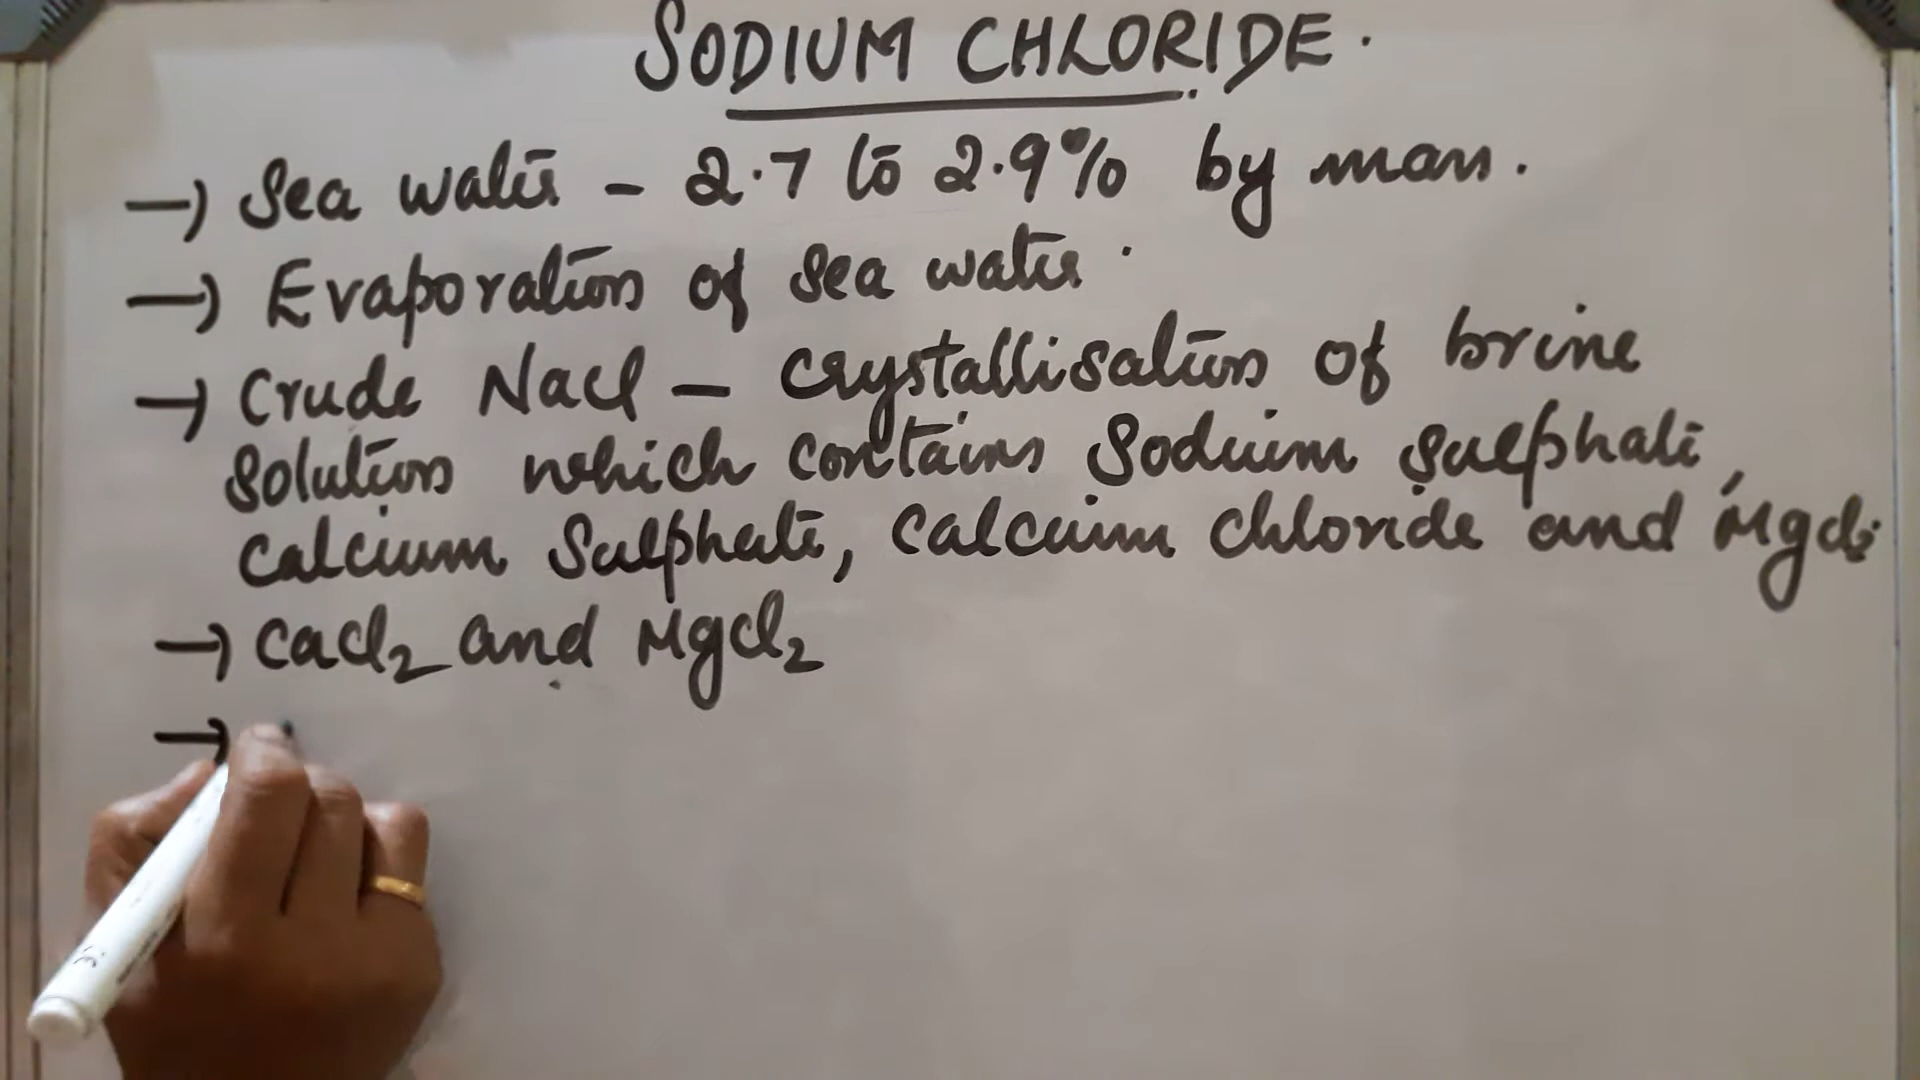 SODIUM CHLORIDE.
→ Sea water - 2.7 to 2.9% by mass.
→ Evaporation of sea water.
→ Crude NaCl - crystallisation of brine
solution which contains Sodium sulphate,
calcium sulphate, calcium chloride and MgCl2.
→ CaCl2 and MgCl2
→